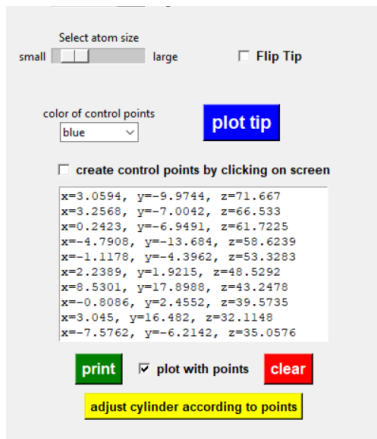 Select atom size
small large Flip Tip
color of control points
blue plot tip
create control points by clicking on screen
x=3.0594, y=-9.9744, z=71.667
x=3.2568, y=-7.0042, z=66.533
x=0.2423, y=-6.9491, z=61.7225
x=-4.7908, y=-13.684, z=58.6239
x=-1.1178, y=-4.3962, z=53.3283
x=2.2389, y=1.9215, z=48.5292
x=8.5301, y=17.8988, z=43.2478
x=-0.8086, y=2.4552, z=39.5735
x=3.045, y=16.482, z=32.1148
x=-7.5762, y=-6.2142, z=35.0576
print plot with points clear
adjust cylinder according to points